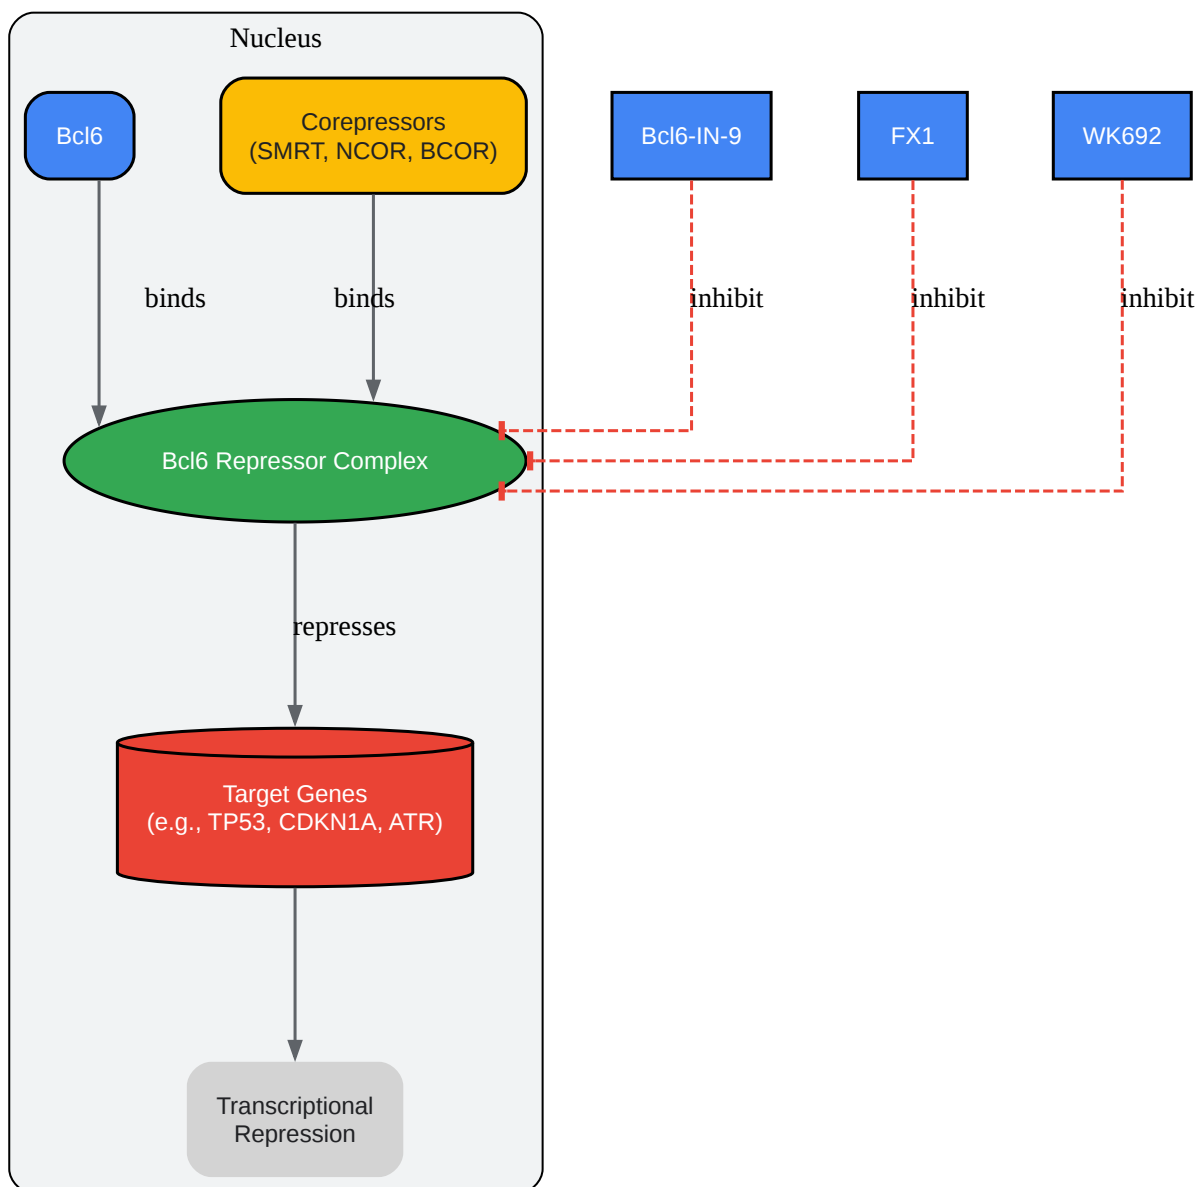 Nucleus
Bcl6
Corepressors
(SMRT, NCOR, BCOR)
Bcl6-IN-9
FX1
WK692
binds
binds
inhibit
inhibit
inhibit
Bcl6 Repressor Complex
represses
Target Genes
(e.g., TP53, CDKN1A, ATR)
Transcriptional
Repression